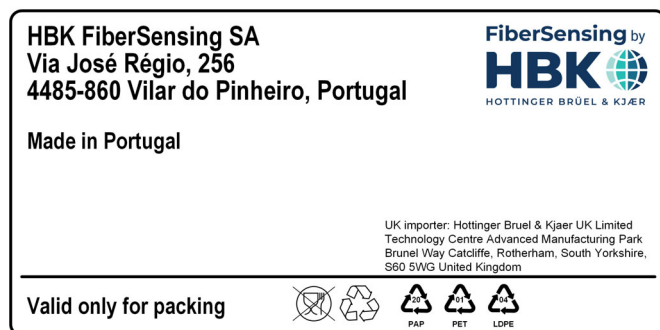 HBK FiberSensing SA
Via José Régio, 256
4485-860 Vilar do Pinheiro, Portugal
Made in Portugal
FiberSensing by
HBK
HOTTINGER BRÜEL & KJÆR
UK importer: Hottinger Bruel & Kjaer UK Limited
Technology Centre Advanced Manufacturing Park
Brunel Way Catcliffe, Rotherham, South Yorkshire,
S60 5WG United Kingdom
Valid only for packing
20 01 04
PAP PET LDPE